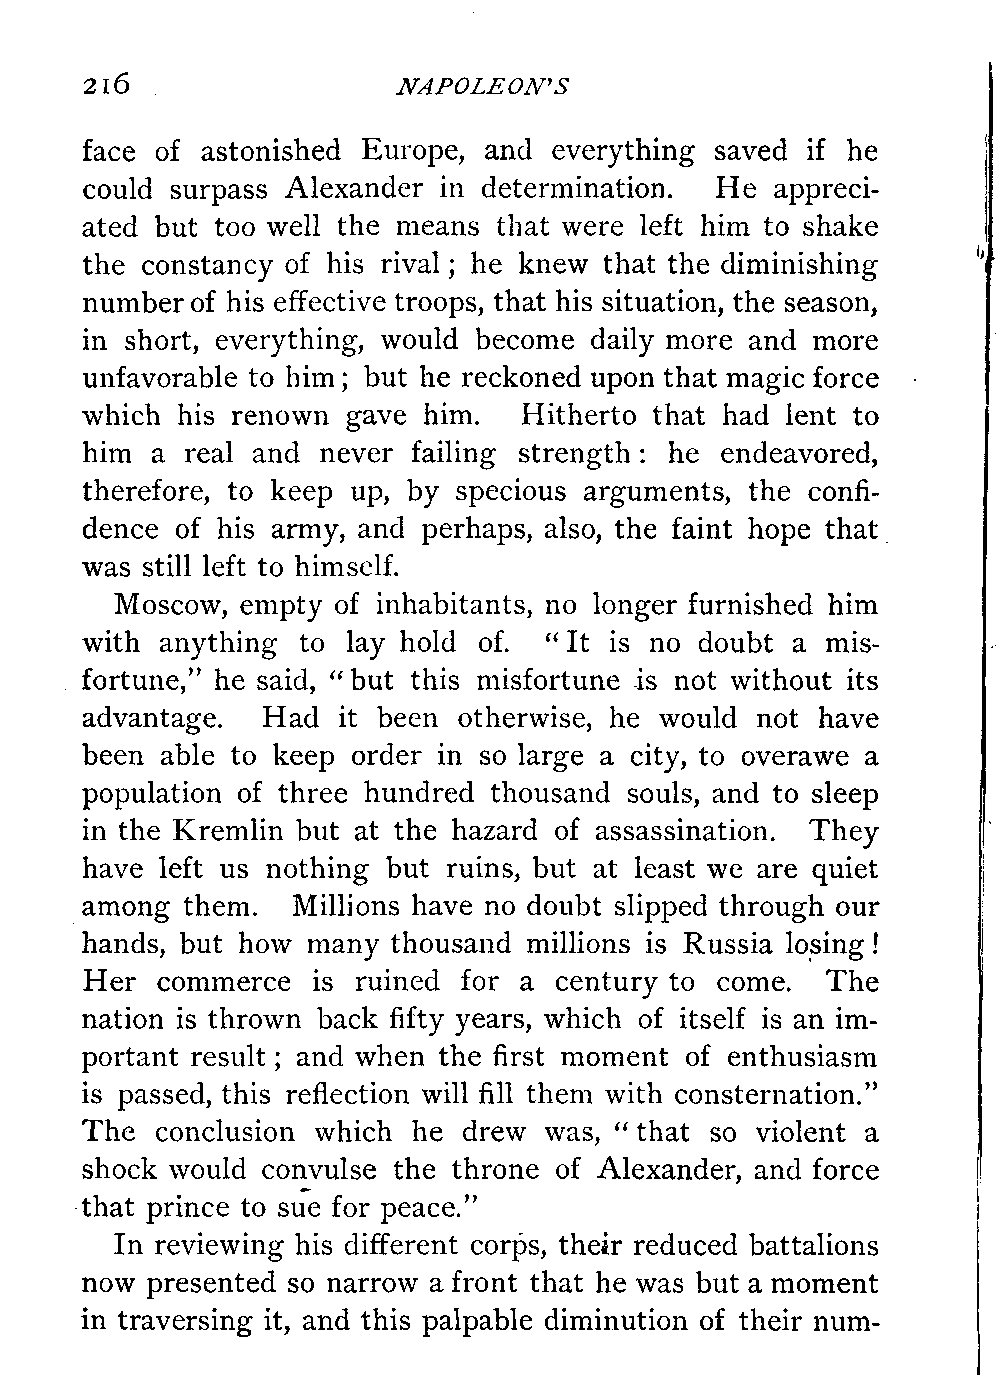 216 NAPOLEON'S
face of astonished Europe, and everything saved if he
could surpass Alexander in determination. He appreci-
ated but too well the means that were left him to shake
the constancy of his rival ; he knew that the diminishing
number of his effective troops, that his situation, the season,
in short, everything, would become daily more and more
unfavorable to him ; but he reckoned upon that magic force
which his renown gave him. Hitherto that had lent to
him a real and never failing strength : he endeavored,
therefore, to keep up, by specious arguments, the confi-
dence of his army, and perhaps, also, the faint hope that
was still left to himself.
Moscow, empty of inhabitants, no longer furnished him
with anything to lay hold of. "It is no doubt a mis-
fortune," he said, "but this misfortune is not without its
advantage. Had it been otherwise, he would not have
been able to keep order in so large a city, to overawe a
population of three hundred thousand souls, and to sleep
in the Kremlin but at the hazard of assassination. They
have left us nothing but ruins, but at least we are quiet
among them. Millions have no doubt slipped through our
hands, but how many thousand millions is Russia losing !
Her commerce is ruined for a century to come. The
nation is thrown back fifty years, which of itself is an im-
portant result ; and when the first moment of enthusiasm
is passed, this reflection will fill them with consternation."
The conclusion which he drew was, "that so violent a
shock would convulse the throne of Alexander, and force
that prince to sue for peace."
In reviewing his different corps, their reduced battalions
now presented so narrow a front that he was but a moment
in traversing it, and this palpable diminution of their num-